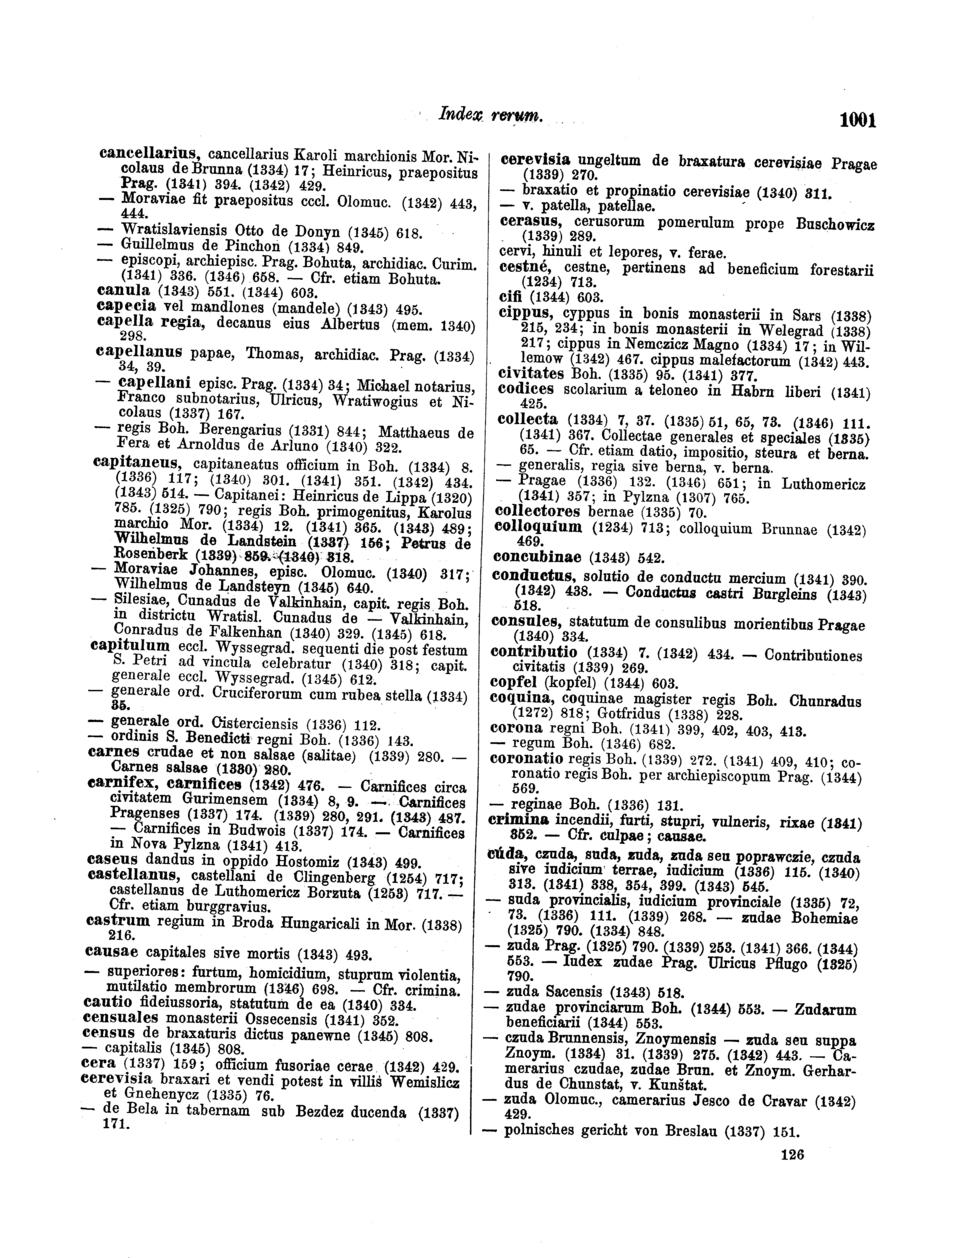 Index rerum.
1001
cancellarius, cancellarius Karoli marchionis Mor. Ni-
colaus de Brunna (1334) 17; Heinricus, praepositus
Prag. (1341) 394. (1342) 429.
— Moraviae fit praepositus eccl. Olomuc. (1342) 443,
444.
— Wratislaviensis Otto de Donyn (1345) 618.
— Guillelmus de Pinchon (1334) 849.
— episcopi, archiepisc. Prag. Bohuta, archidiac. Curim.
(1341) 336. (1346) 658. — Cfr. etiam Bohuta.
canula (1343) 551. (1344) 603.
capecia vel mandlones (mandele) (1343) 495.
capella regia, decanus eius Albertus (mem. 1340)
298.
capellanus papae, Thomas, archidiac. Prag. (1334)
34, 39.
— capellani episc. Prag. (1334) 34; Michael notarius,
Franco subnotarius, Ulricus, Wratiwogius et Ni-
colaus (1337) 167.
— regis Boh. Berengarius (1331) 844; Matthaeus de
Fera et Arnoldus de Arluno (1340) 322.
capitaneus, capitaneatus officium in Boh. (1334) 8.
(1336) 117; (1340) 301. (1341) 351. (1342) 434.
(1343) 514. — Capitanei: Heinricus de Lippa (1320)
785. (1325) 790; regis Boh. primogenitus, Karolus
marchio Mor. (1334) 12. (1341) 365. (1343) 489;
Wilhelmus de Landstein (1337) 156; Petrus de
Rosenberk (1339) 859. (1340) 318.
— Moraviae Johannes, episc. Olomuc. (1340) 317;
Wilhelmus de Landsteyn (1345) 640.
— Silesiae, Cunadus de Valkinhain, capit. regis Boh.
in districtu Wratisl. Cunadus de — Valkinhain,
Conradus de Falkenhan (1340) 329. (1345) 618.
capitulum eccl. Wyssegrad. sequenti die post festum
S. Petri ad vincula celebratur (1340) 318; capit.
generale eccl. Wyssegrad. (1345) 612.
— generale ord. Cruciferorum cum rubea stella (1334)
35.
— generale ord. Cisterciensis (1336) 112.
— ordinis S. Benedicti regni Boh. (1336) 143.
carnes crudae et non salsae (salitae) (1339) 280. —
Carnes salsae (1330) 280.
carnifex, carnifices (1342) 476. — Carnifices circa
civitatem Gurimensem (1334) 8, 9. — Carnifices
Pragenses (1337) 174. (1339) 280, 291. (1343) 487.
— Carnifices in Budwois (1337) 174. — Carnifices
in Nova Pylzna (1341) 413.
caseus dandus in oppido Hostomiz (1343) 499.
castellanus, castellani de Clingenberg (1254) 717;
castellanus de Luthomericz Borzuta (1253) 717. —
Cfr. etiam burggravius.
castrum regium in Broda Hungaricali in Mor. (1338)
216.
causae capitales sive mortis (1343) 493.
— superiores: furtum, homicidium, stuprum violentia,
mutilatio membrorum (1346) 698. — Cfr. crimina.
cautio fideiussoria, statutum de ea (1340) 334.
censuales monasterii Ossecensis (1341) 352.
census de braxaturis dictus panewne (1345) 808.
— capitalis (1345) 808.
cera (1337) 159; officium fusoriae cerae (1342) 429.
cerevisia braxari et vendi potest in villis Wemislicz
et Gnehenycz (1335) 76.
— de Bela in tabernam sub Bezdez ducenda (1337)
171.
cerevisia ungeltum de braxatura cerevisiae Pragae
(1339) 270.
— braxatio et propinatio cerevisiae (1340) 311.
— v. patella, patellae.
cerasus, cerusorum pomerulum prope Buschowicz
(1339) 289.
cervi, hinuli et lepores, v. ferae.
cestné, cestne, pertinens ad beneficium forestarii
(1234) 713.
cifi (1344) 603.
cippus, cyppus in bonis monasterii in Sars (1338)
215, 234; in bonis monasterii in Welegrad (1338)
217; cippus in Nemczicz Magno (1334) 17; in Wil-
lemow (1342) 467. cippus malefactorum (1342) 443.
civitates Boh. (1335) 95. (1341) 377.
codices scolarium a teloneo in Habrn liberi (1341)
425.
collecta (1334) 7, 37. (1335) 51, 65, 73. (1346) 111.
(1341) 367. Collectae generales et speciales (1335)
65. — Cfr. etiam datio, impositio, steura et berna.
— generalis, regia sive berna, v. berna.
— Pragae (1336) 132. (1346) 651; in Luthomericz
(1341) 357; in Pylzna (1307) 765.
collectores bernae (1335) 70.
colloquium (1234) 713; colloquium Brunnae (1342)
469.
concubinae (1343) 542.
conductus, solutio de conductu mercium (1341) 390.
(1342) 438. — Conductus castri Burgleins (1343)
518.
consules, statutum de consulibus morientibus Pragae
(1340) 334.
contributio (1334) 7. (1342) 434. — Contributiones
civitatis (1339) 269.
copfel (kopfel) (1344) 603.
coquina, coquinae magister regis Boh. Chunradus
(1272) 818; Gotfridus (1338) 228.
corona regni Boh. (1341) 399, 402, 403, 413.
— regum Boh. (1346) 682.
coronatio regis Boh. (1339) 272. (1341) 409, 410; co-
ronatio regis Boh. per archiepiscopum Prag. (1344)
569.
— reginae Boh. (1336) 131.
crimina incendii, furti, stupri, vulneris, rixae (1341)
352. — Cfr. culpae; causae.
cúda, czuda, suda, zuda, zuda seu poprawczie, czuda
sive iudicium terrae, iudicium (1336) 115. (1340)
313. (1341) 338, 354, 399. (1343) 545.
— suda provincialis, iudicium provinciale (1335) 72,
73. (1336) 111. (1339) 268. — zudae Bohemiae
(1325) 790. (1334) 848.
— zuda Prag. (1325) 790. (1339) 253. (1341) 366. (1344)
553. — Iudex zudae Prag. Ulricus Pflugo (1325)
790.
— zuda Sacensis (1343) 518.
— zudae provinciarum Boh. (1344) 553. — Zudarum
beneficiarii (1344) 553.
— czuda Brunnensis, Znoymensis — zuda seu suppa
Znoym. (1334) 31. (1339) 275. (1342) 443. — Ca-
merarius czudae, zudae Brun. et Znoym. Gerhar-
dus de Chunstat, v. Kunštat.
— zuda Olomuc., camerarius Jesco de Cravar (1342)
429.
— polnisches gericht von Breslau (1337) 151.
126